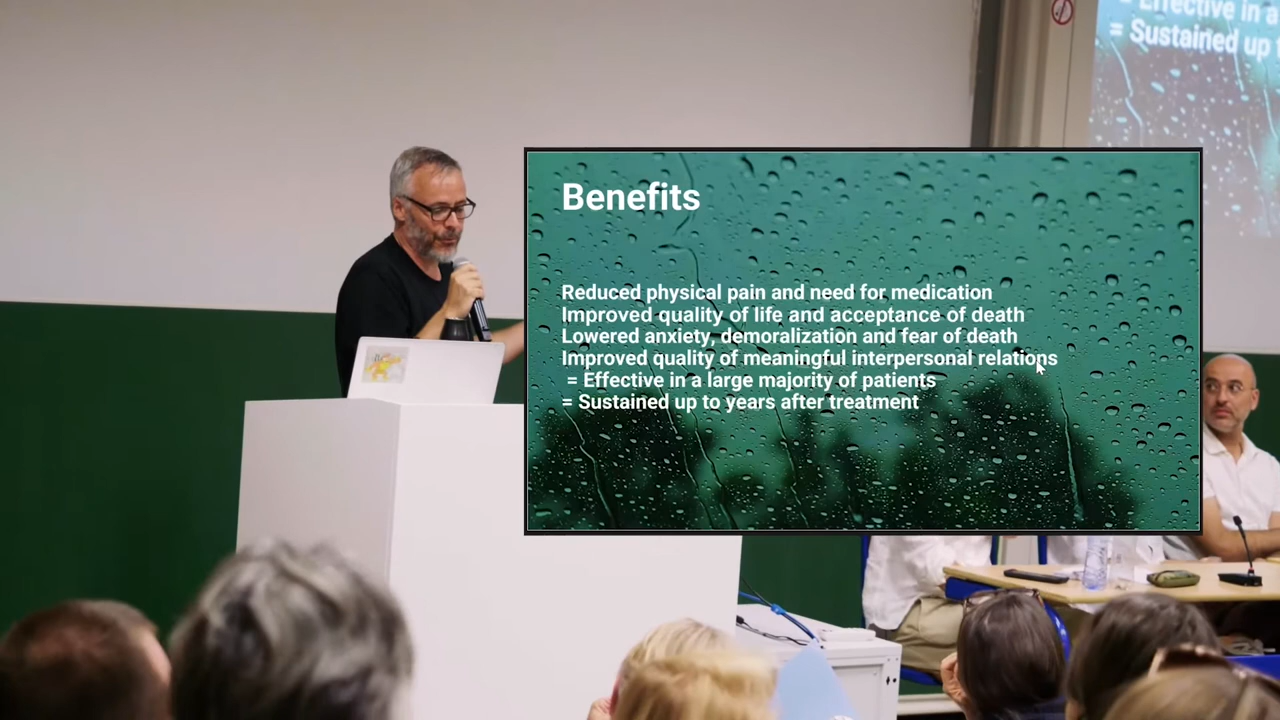 Benefits
Reduced physical pain and need for medication
Improved quality of life and acceptance of death
Lowered anxiety, demoralization and fear of death
Improved quality of meaningful interpersonal relations
= Effective in a large majority of patients
= Sustained up to years after treatment
= Effective in a
= Sustained up